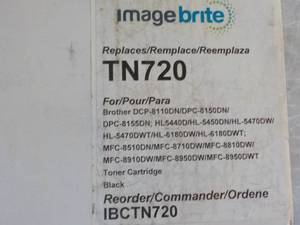 imagebrite
Replaces/Remplace/Reemplaza
TN720
For/Pour/Para
Brother DCP-8110DN/DPC-8150DN/
DPC-8155DN; HL5440D/HL-5450DN/HL-5470DW/
HL-5470DWT/HL-6180DW/HL-6180DWT;
MFC-8510DN/MFC-8710DW/MFC-8810DW/
MFC-8910DW/MFC-8950DW/MFC-8950DWT
Toner Cartridge
Black
Reorder/Commander/Ordene
IBCTN720